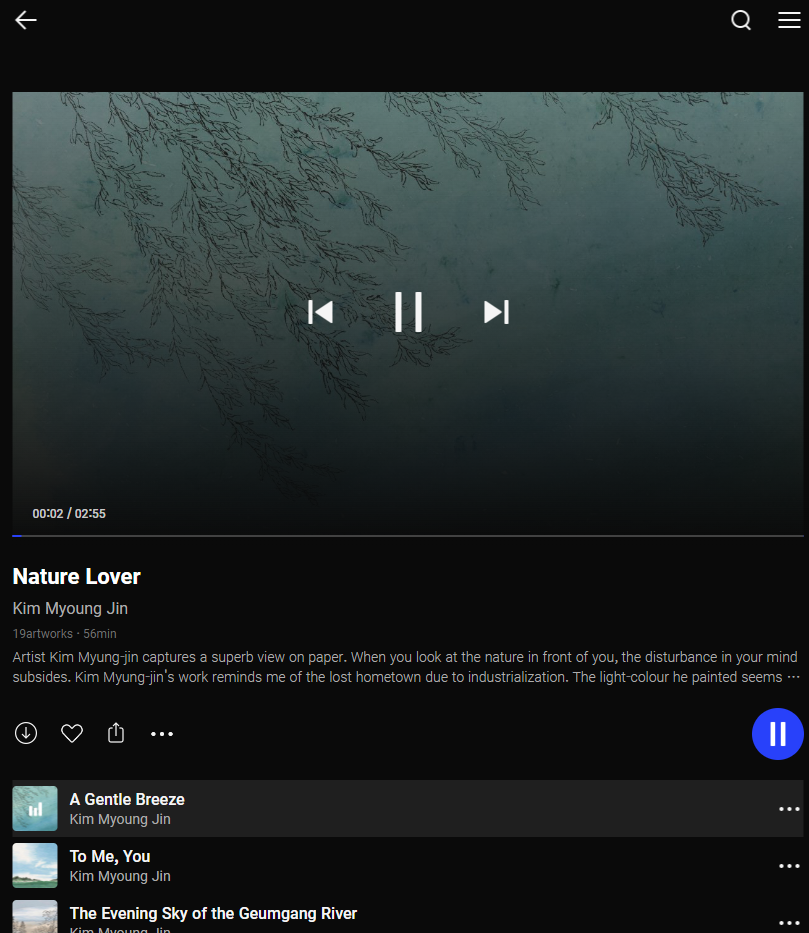 00:02 / 02:55
Nature Lover
Kim Myoung Jin
19artworks · 56min
Artist Kim Myung-jin captures a superb view on paper. When you look at the nature in front of you, the disturbance in your mind
subsides. Kim Myung-jin's work reminds me of the lost hometown due to industrialization. The light-colour he painted seems ···
A Gentle Breeze
Kim Myoung Jin
To Me, You
Kim Myoung Jin
The Evening Sky of the Geumgang River
Kim Myoung Jin